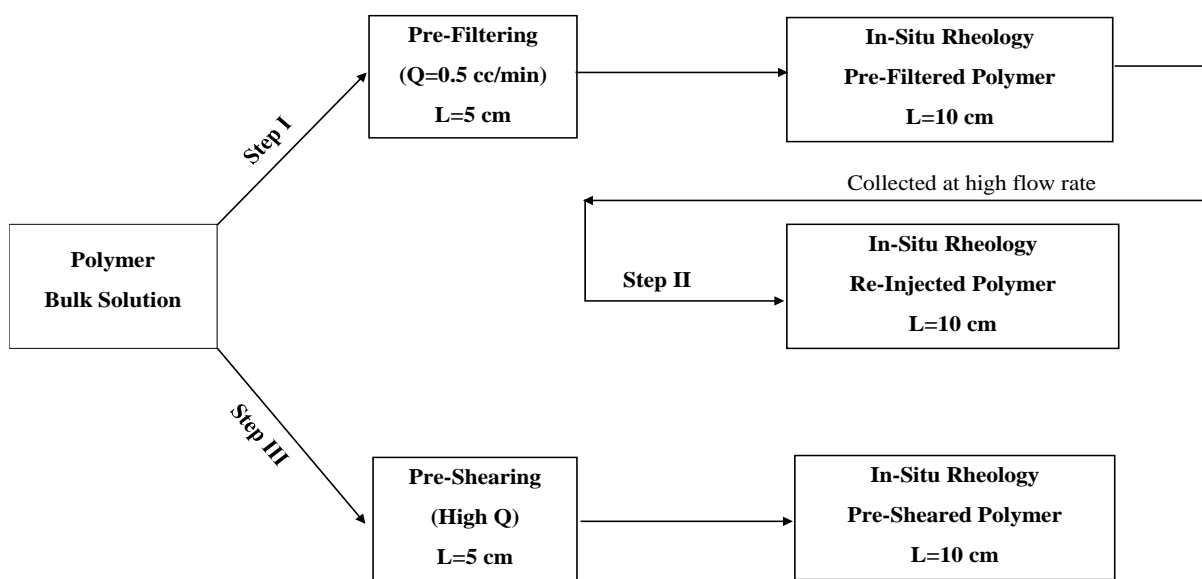 Pre-Filtering
(Q=0.5 cc/min)
L=5 cm
In-Situ Rheology
Pre-Filtered Polymer
L=10 cm
Step I
Collected at high flow rate
Polymer
Bulk Solution
Step II
In-Situ Rheology
Re-Injected Polymer
L=10 cm
Step III
Pre-Shearing
(High Q)
L=5 cm
In-Situ Rheology
Pre-Sheared Polymer
L=10 cm